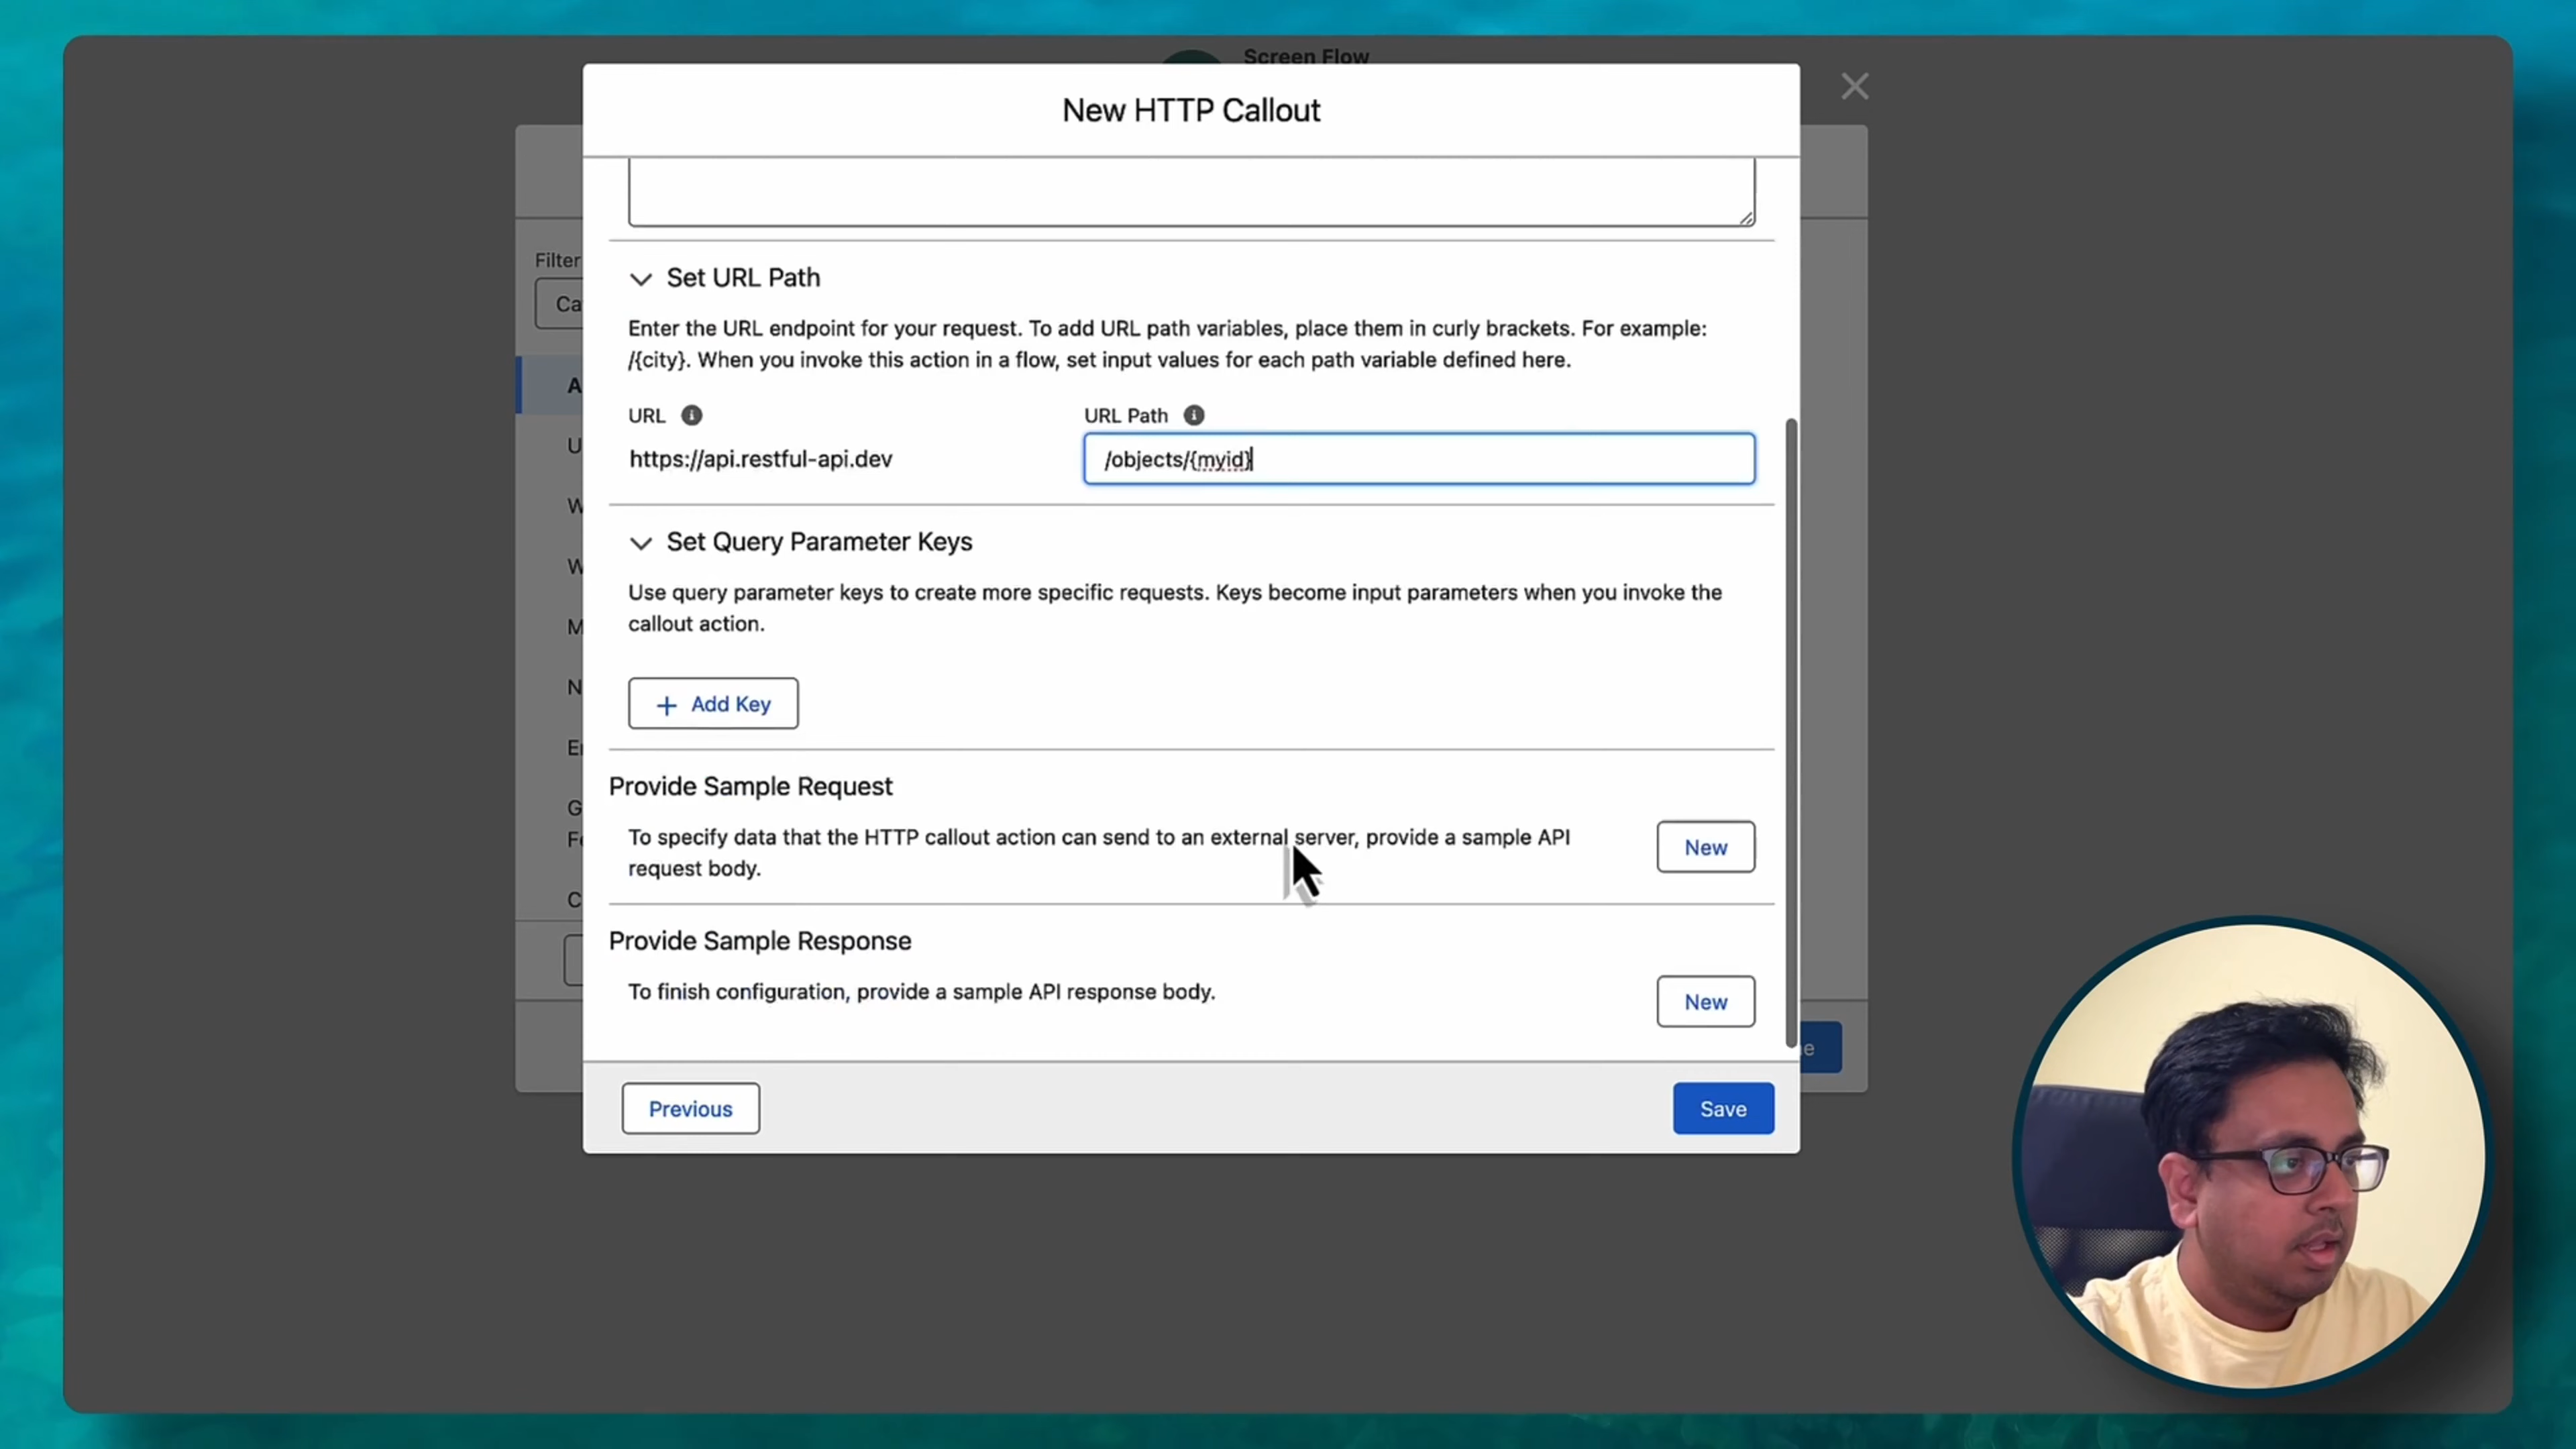 Screen Flow
New HTTP Callout
Filter
Ca
A
U
W
W
M
N
E
G
Fe
C
Set URL Path
Enter the URL endpoint for your request. To add URL path variables, place them in curly brackets. For example:
/{city}. When you invoke this action in a flow, set input values for each path variable defined here.
URL
URL Path
https://api.restful-api.dev
/objects/{myid}
Set Query Parameter Keys
Use query parameter keys to create more specific requests. Keys become input parameters when you invoke the
callout action.
+ Add Key
Provide Sample Request
To specify data that the HTTP callout action can send to an external server, provide a sample API
request body.
New
Provide Sample Response
To finish configuration, provide a sample API response body.
New
e
Previous
Save